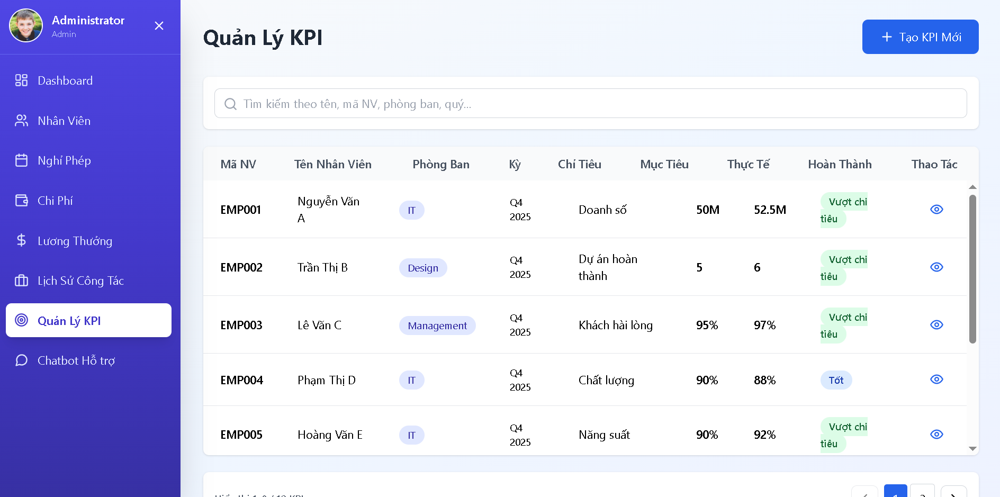 Administrator
Admin
Dashboard
Nhân Viên
Nghỉ Phép
Chi Phí
Lương Thưởng
Lịch Sử Công Tác
Quản Lý KPI
Chatbot Hỗ trợ
Quản Lý KPI
Tạo KPI Mới
Tìm kiếm theo tên, mã NV, phòng ban, quý...
Mã NV Tên Nhân Viên Phòng Ban Kỳ Chỉ Tiêu Mục Tiêu Thực Tế Hoàn Thành Thao Tác
EMP001 Nguyễn Văn A IT Q4 2025 Doanh số 50M 52.5M Vượt chỉ tiêu
EMP002 Trần Thị B Design Q4 2025 Dự án hoàn thành 5 6 Vượt chỉ tiêu
EMP003 Lê Văn C Management Q4 2025 Khách hài lòng 95% 97% Vượt chỉ tiêu
EMP004 Phạm Thị D IT Q4 2025 Chất lượng 90% 88% Tốt
EMP005 Hoàng Văn E IT Q4 2025 Năng suất 90% 92% Vượt chỉ tiêu
1 2